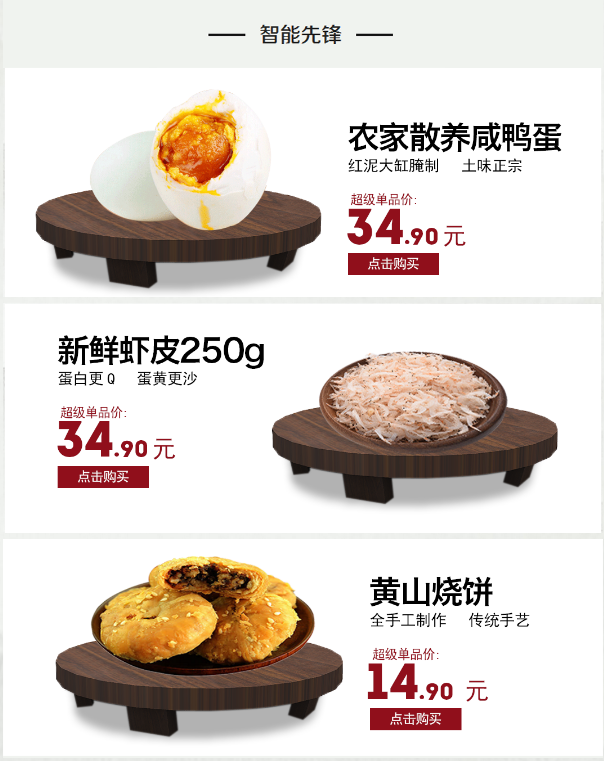 智能先锋
农家散养咸鸭蛋
红泥大缸腌制 土味正宗
超级单品价:
34.90 元
点击购买
新鲜虾皮250g
蛋白更Q 蛋黄更沙
超级单品价:
34.90 元
点击购买
黄山烧饼
全手工制作 传统手艺
超级单品价:
14.90 元
点击购买